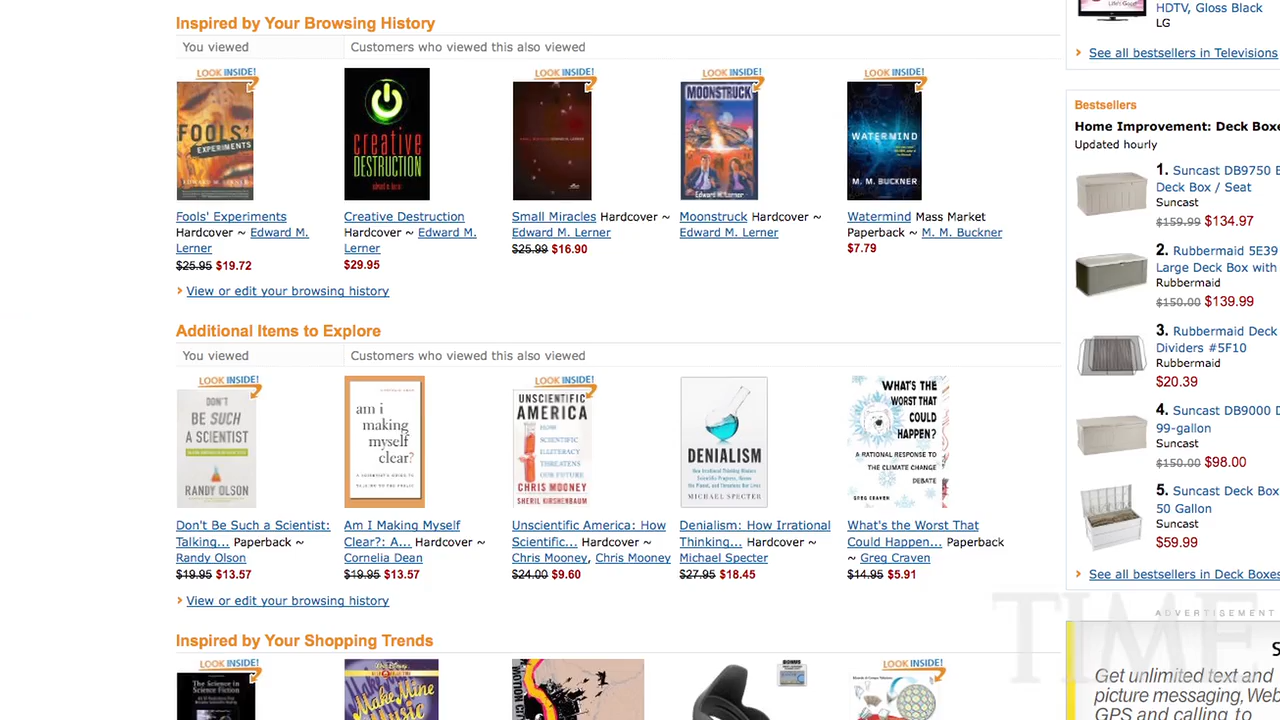 Inspired by Your Browsing History
You viewed
Customers who viewed this also viewed
LOOK INSIDE!
FOOLS'
EXPERIMENTS
EDWARD M. LERNER
Fools' Experiments
Hardcover ~ Edward M.
Lerner
$25.95 $19.72
creative
DESTRUCTION
edward m. lerner
Creative Destruction
Hardcover ~ Edward M.
Lerner
$29.95
LOOK INSIDE!
Small Miracles Hardcover ~
Edward M. Lerner
$25.99 $16.90
LOOK INSIDE!
MOONSTRUCK
Edward M. Lerner
Moonstruck Hardcover ~
Edward M. Lerner
LOOK INSIDE!
WATERMIND
M. M. BUCKNER
Watermind Mass Market
Paperback ~ M. M. Buckner
$7.79
› View or edit your browsing history
Additional Items to Explore
You viewed
Customers who viewed this also viewed
LOOK INSIDE!
DON'T
BE SUCH
A SCIENTIST
RANDY OLSON
Don't Be Such a Scientist:
Talking... Paperback ~
Randy Olson
$19.95 $13.57
am i
making
myself
clear?
Am I Making Myself
Clear?: A... Hardcover ~
Cornelia Dean
$19.95 $13.57
LOOK INSIDE!
UNSCIENTIFIC
AMERICA
HOW
SCIENTIFIC
ILLITERACY
THREATENS
OUR FUTURE
CHRIS MOONEY
SHERIL KIRSHENBAUM
Unscientific America: How
Scientific... Hardcover ~
Chris Mooney, Chris Mooney
$24.00 $9.60
DENIALISM
How Irrational Thinking Hinders
Scientific Progress, Harms
the Planet, and Threatens Our Lives
MICHAEL SPECTER
Denialism: How Irrational
Thinking... Hardcover ~
Michael Specter
$27.95 $18.45
WHAT'S THE
WORST THAT
COULD
HAPPEN?
A RATIONAL RESPONSE TO
THE CLIMATE CHANGE
DEBATE
GREG CRAVEN
What's the Worst That
Could Happen... Paperback
~ Greg Craven
$14.95 $5.91
› View or edit your browsing history
Inspired by Your Shopping Trends
LOOK INSIDE!
The Science in
Science Fiction
Make Mine
BONUS
LOOK INSIDE!
Life's Good
HDTV, Gloss Black
LG
› See all bestsellers in Televisions
Bestsellers
Home Improvement: Deck Boxe
Updated hourly
1. Suncast DB9750 E
Deck Box / Seat
Suncast
$159.99 $134.97
2. Rubbermaid 5E39
Large Deck Box with
Rubbermaid
$150.00 $139.99
3. Rubbermaid Deck
Dividers #5F10
Rubbermaid
$20.39
4. Suncast DB9000 D
99-gallon
Suncast
$150.00 $98.00
5. Suncast Deck Box
50 Gallon
Suncast
$59.99
› See all bestsellers in Deck Boxes
TIME
ADVERTISEMENT
S
Get unlimited text and
picture messaging, Web
GPS and calling, to